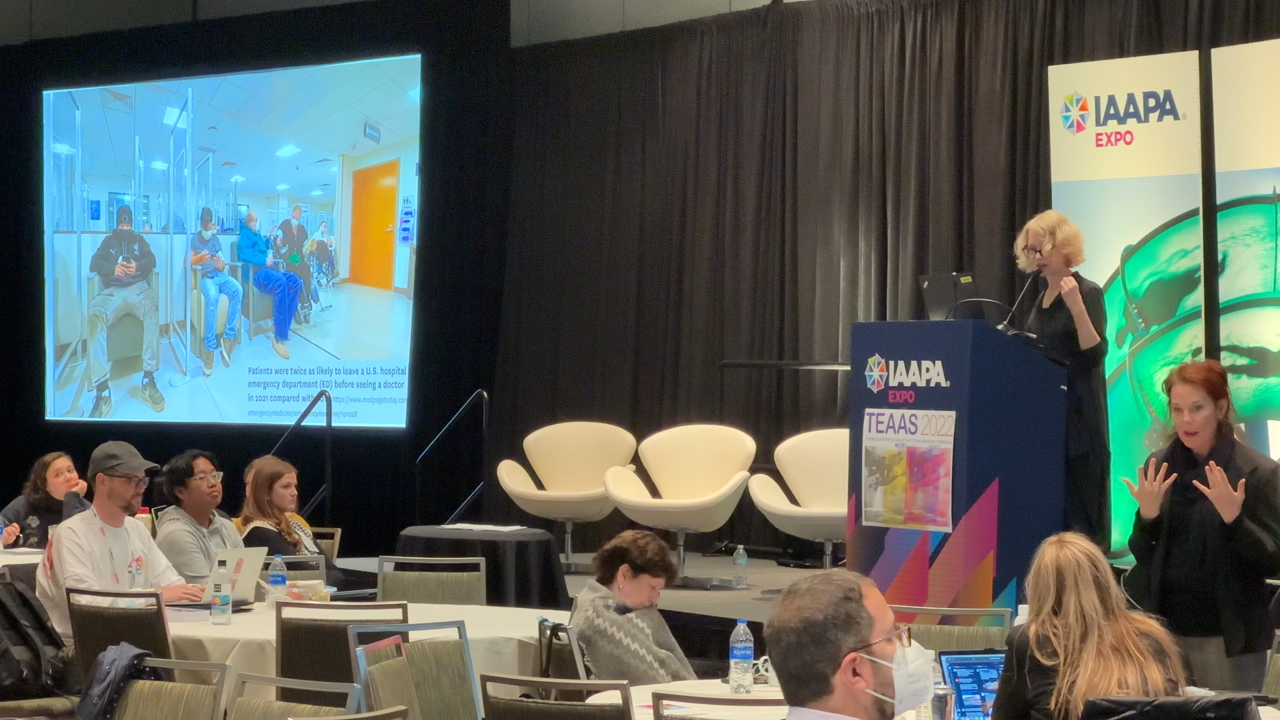 Patients were twice as likely to leave a U.S. hospital
emergency department (ED) before seeing a doctor
in 2021 compared with
IAAPA
EXPO
IAAPA
EXPO
TEAAS 2022